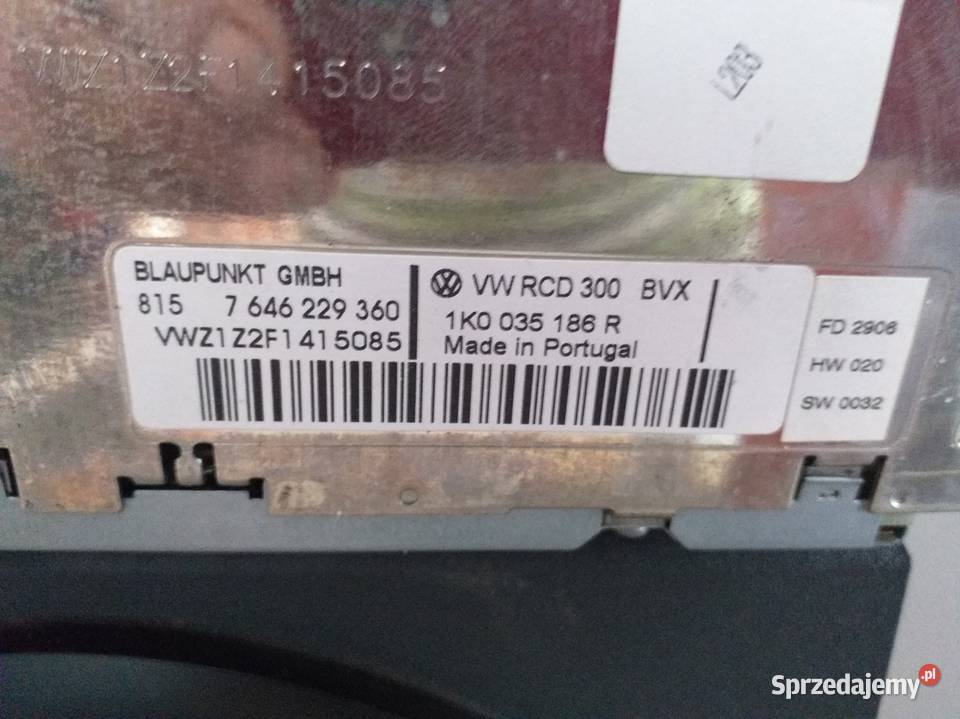 VWZ1Z2F1415085
L203
BLAUPUNKT GMBH
815 7 646 229 360
VWZ1Z2F1415085
VW RCD 300 BVX
1K0 035 186 R
Made in Portugal
FD 2906
HW 020
SW 0032
Sprzedajemy.pl